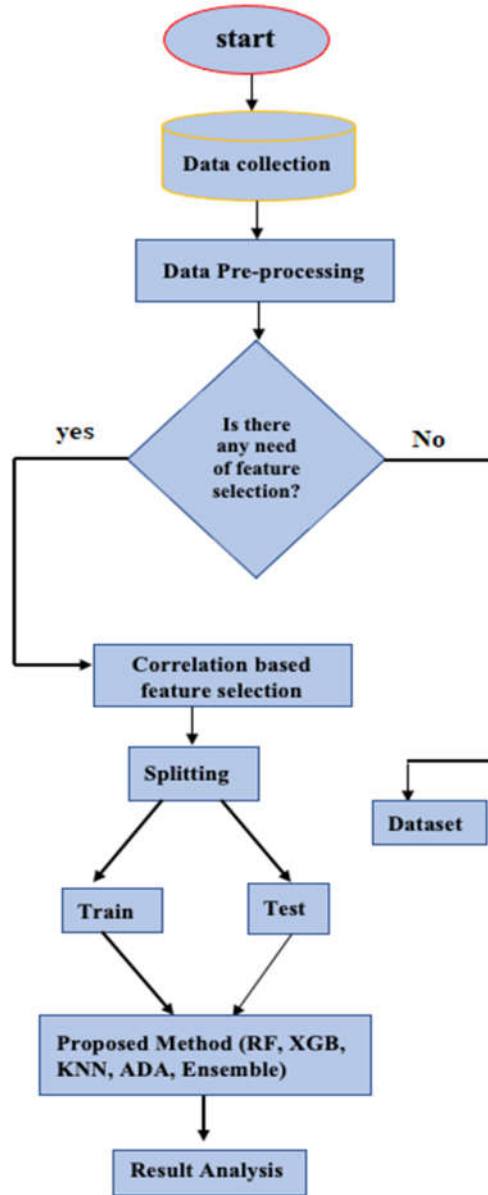 start
Data collection
Data Pre-processing
Is there
any need
of feature
selection?
yes
No
Correlation based
feature selection
Splitting
Dataset
Train
Test
Proposed Method (RF, XGB,
KNN, ADA, Ensemble)
Result Analysis